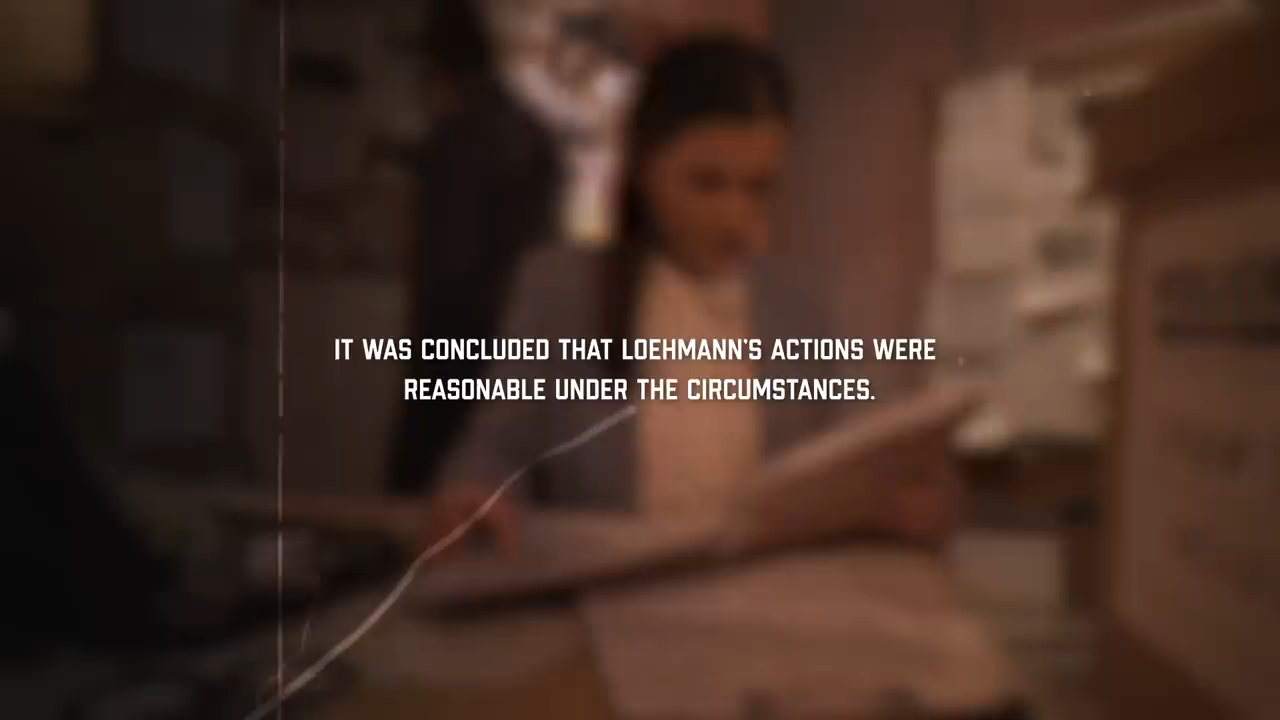 IT WAS CONCLUDED THAT LOEHMANN'S ACTIONS WERE
REASONABLE UNDER THE CIRCUMSTANCES.